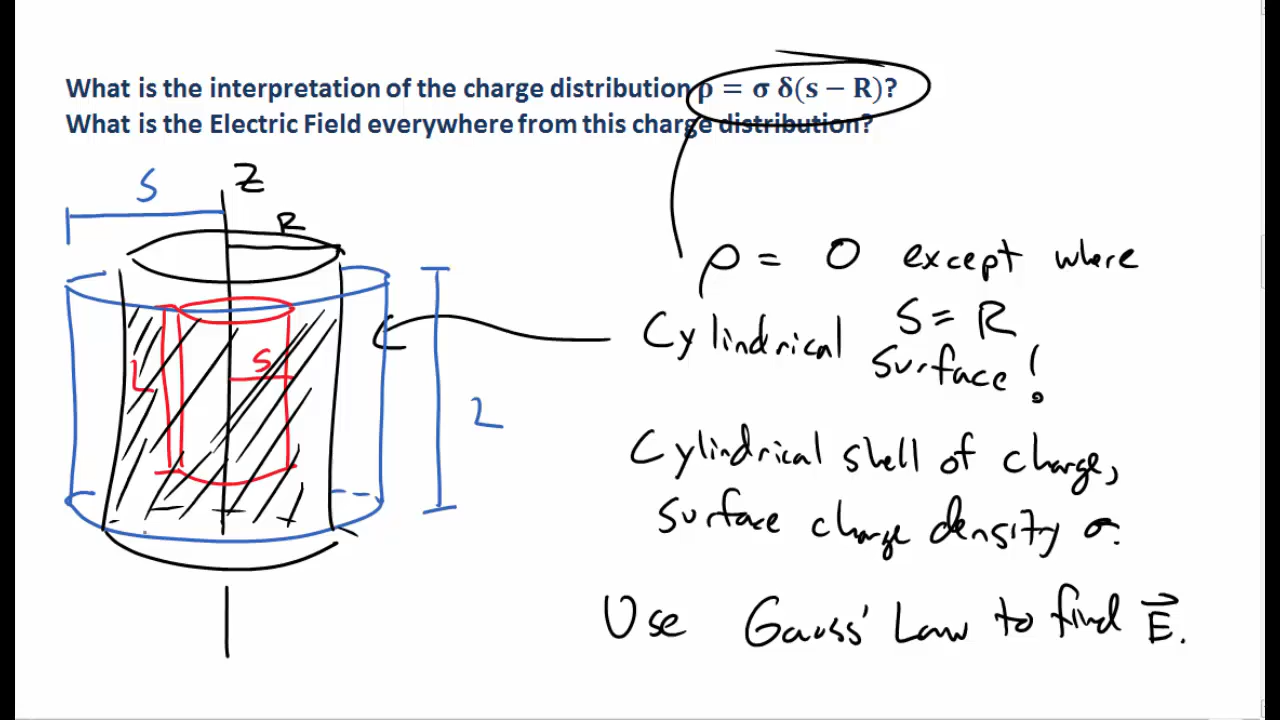 What is the interpretation of the charge distribution ρ = σ δ(s − R)?
What is the Electric Field everywhere from this charge distribution?
S
Z
R
ρ = 0 except where
S = R
Cylindrical surface!
S
L
L
Cylindrical shell of charge,
surface charge density σ.
Use Gauss' Law to find E⃗.